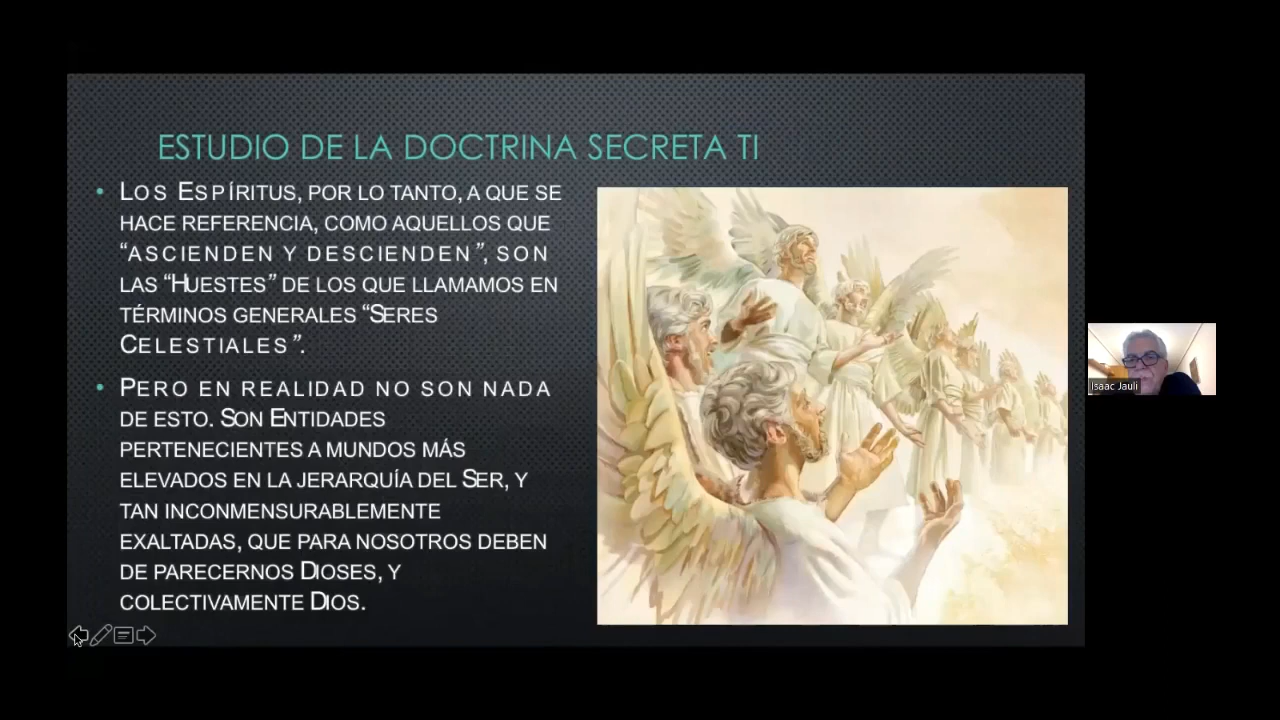 ESTUDIO DE LA DOCTRINA SECRETA TI
• LOS ESPÍRITUS, POR LO TANTO, A QUE SE
HACE REFERENCIA, COMO AQUELLOS QUE
“ASCIENDEN Y DESCIENDEN”, SON
LAS “HUESTES” DE LOS QUE LLAMAMOS EN
TÉRMINOS GENERALES “SERES
CELESTIALES”.
• PERO EN REALIDAD NO SON NADA
DE ESTO. SON ENTIDADES
PERTENECIENTES A MUNDOS MÁS
ELEVADOS EN LA JERARQUÍA DEL SER, Y
TAN INCONMENSURABLEMENTE
EXALTADAS, QUE PARA NOSOTROS DEBEN
DE PARECERNOS DIOSES, Y
COLECTIVAMENTE DIOS.
Isaac Jauli